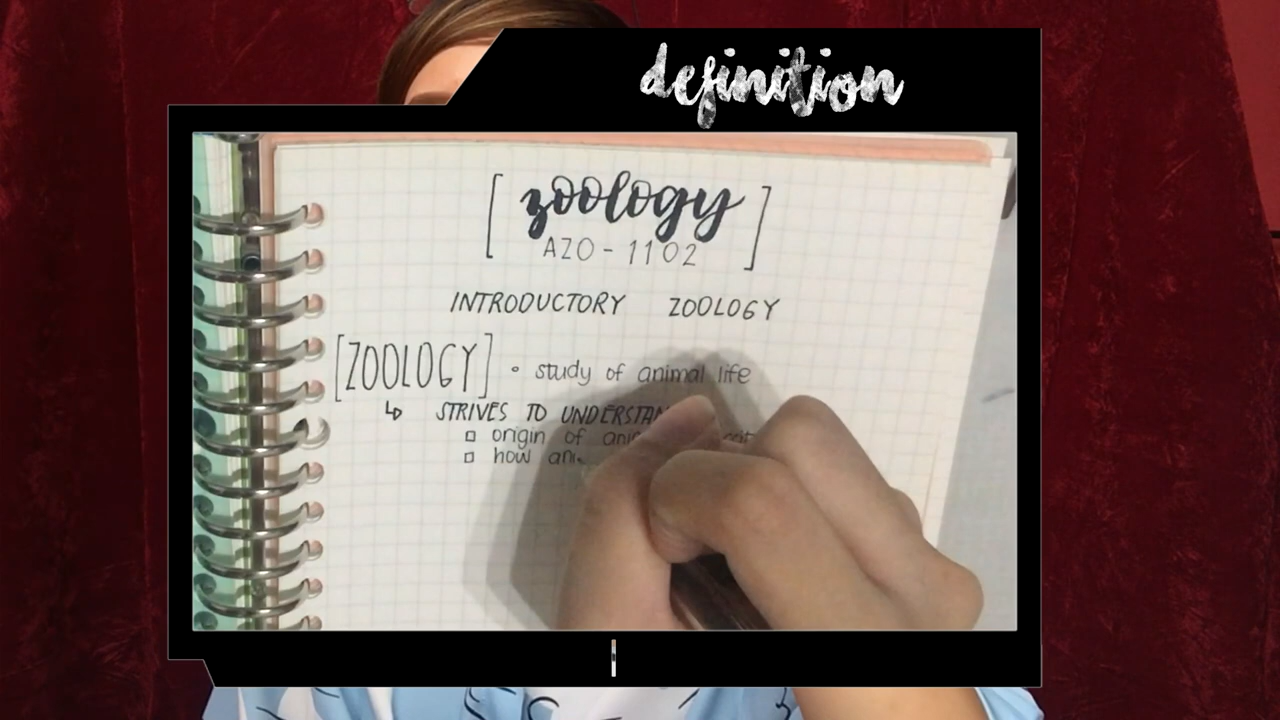 definition
[zoology]
AZO - 1102
INTRODUCTORY ZOOLOGY
[ZOOLOGY] • study of animal life
↳ STRIVES TO
□ origin of
□ how